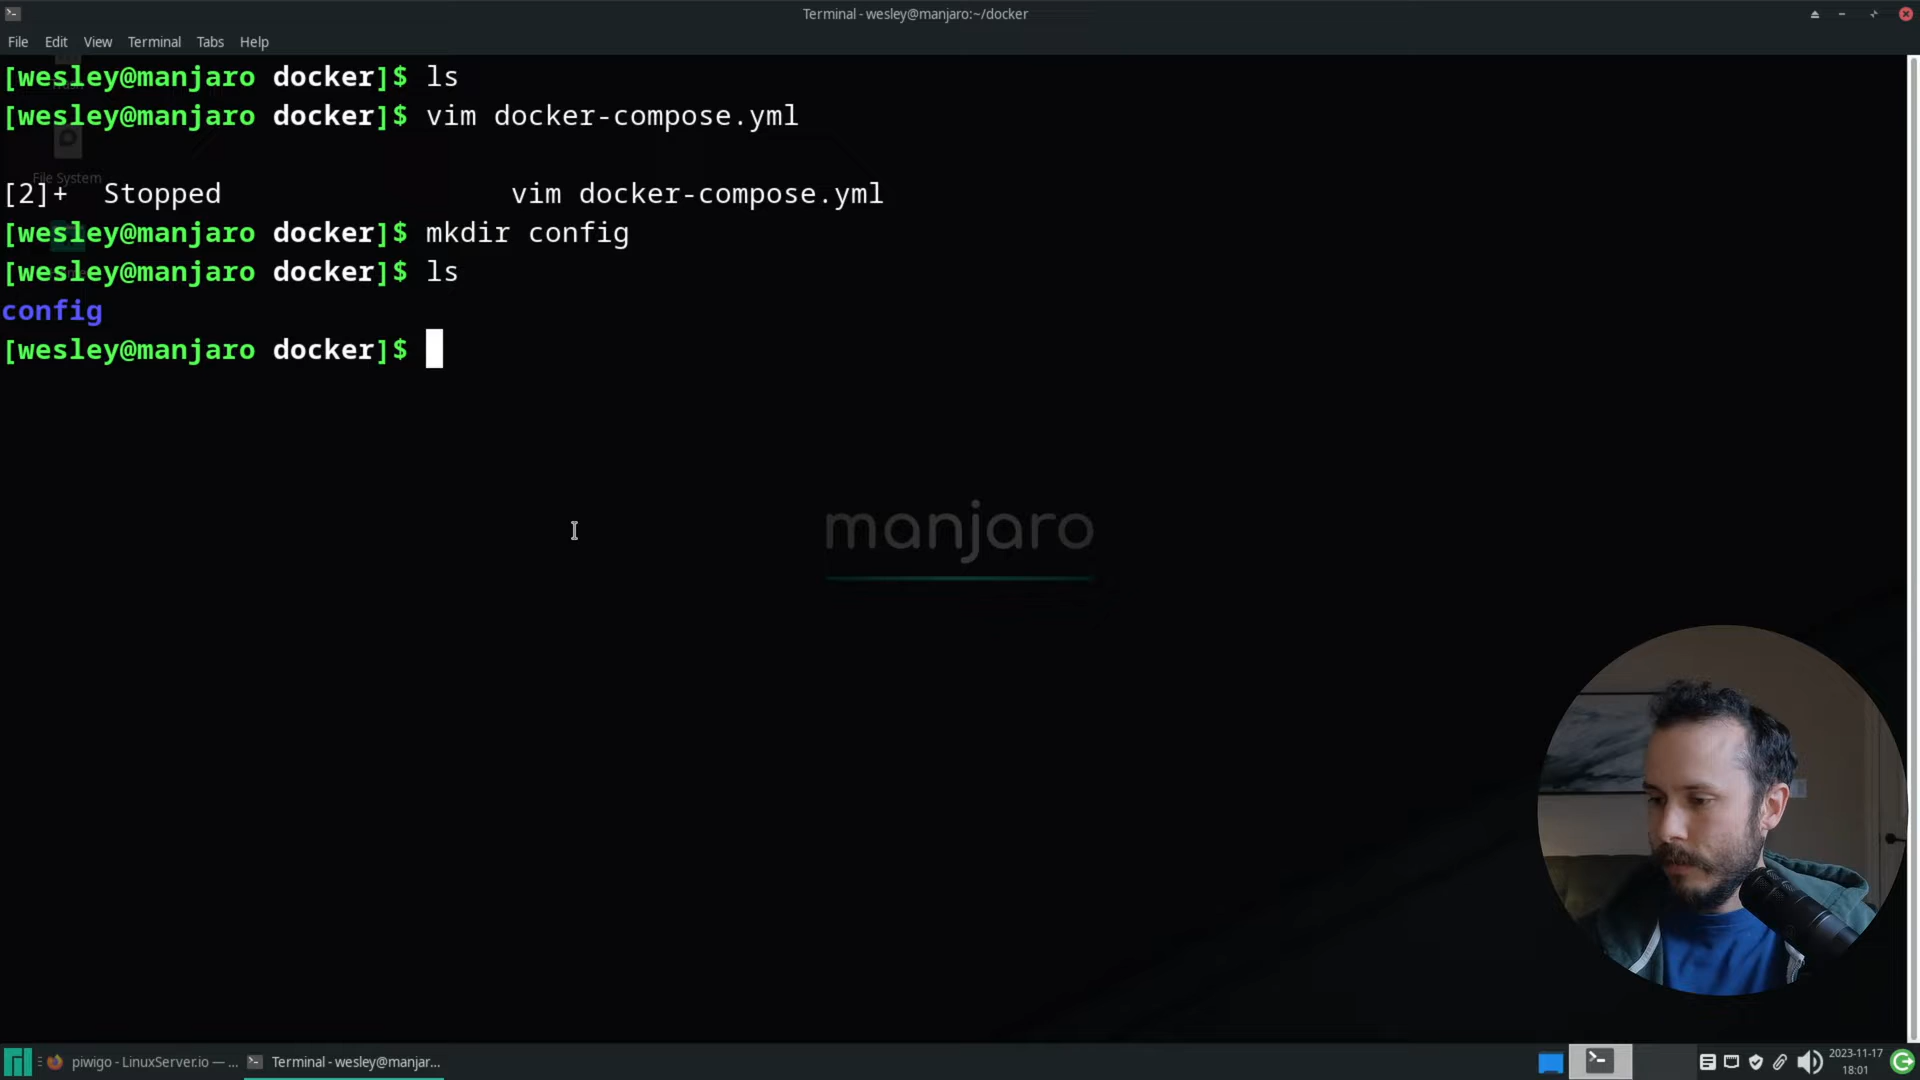 Terminal - wesley@manjaro:~/docker
File Edit View Terminal Tabs Help
[wesley@manjaro docker]$ ls
[wesley@manjaro docker]$ vim docker-compose.yml
File System
[2]+  Stopped                 vim docker-compose.yml
[wesley@manjaro docker]$ mkdir config
[wesley@manjaro docker]$ ls
config
[wesley@manjaro docker]$
manjaro
piwigo - LinuxServer.io — ...
Terminal - wesley@manjar...
2023-11-17
18:01